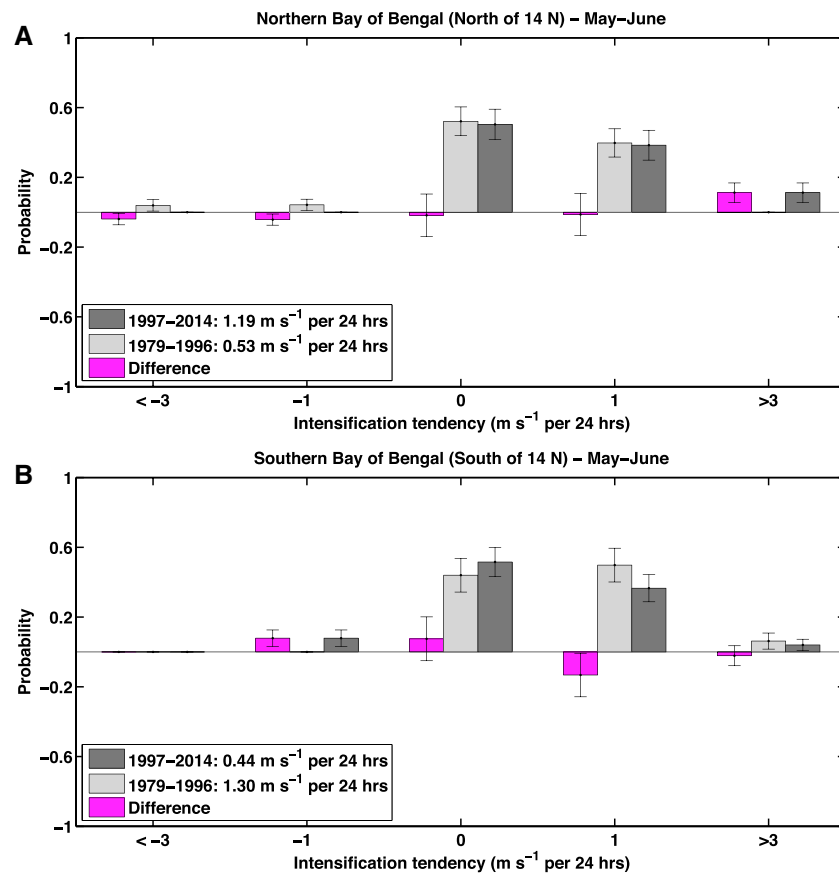 A
Northern Bay of Bengal (North of 14 N) – May–June
1
0.6
0.2
−0.2
−0.6
−1
Probability
1997−2014: 1.19 m s⁻¹ per 24 hrs
1979−1996: 0.53 m s⁻¹ per 24 hrs
Difference
< −3 −1 0 1 >3
Intensification tendency (m s⁻¹ per 24 hrs)
B
Southern Bay of Bengal (South of 14 N) – May–June
1
0.6
0.2
−0.2
−0.6
−1
Probability
1997−2014: 0.44 m s⁻¹ per 24 hrs
1979−1996: 1.30 m s⁻¹ per 24 hrs
Difference
< −3 −1 0 1 >3
Intensification tendency (m s⁻¹ per 24 hrs)